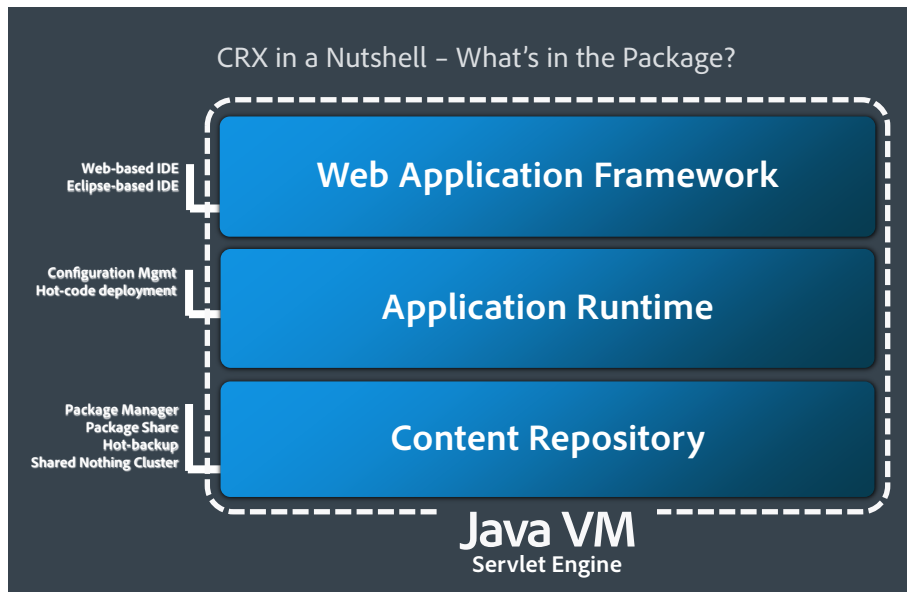 CRX in a Nutshell – What's in the Package?
Web-based IDE
Eclipse-based IDE
Web Application Framework
Configuration Mgmt
Hot-code deployment
Application Runtime
Package Manager
Package Share
Hot-backup
Shared Nothing Cluster
Content Repository
Java VM
Servlet Engine